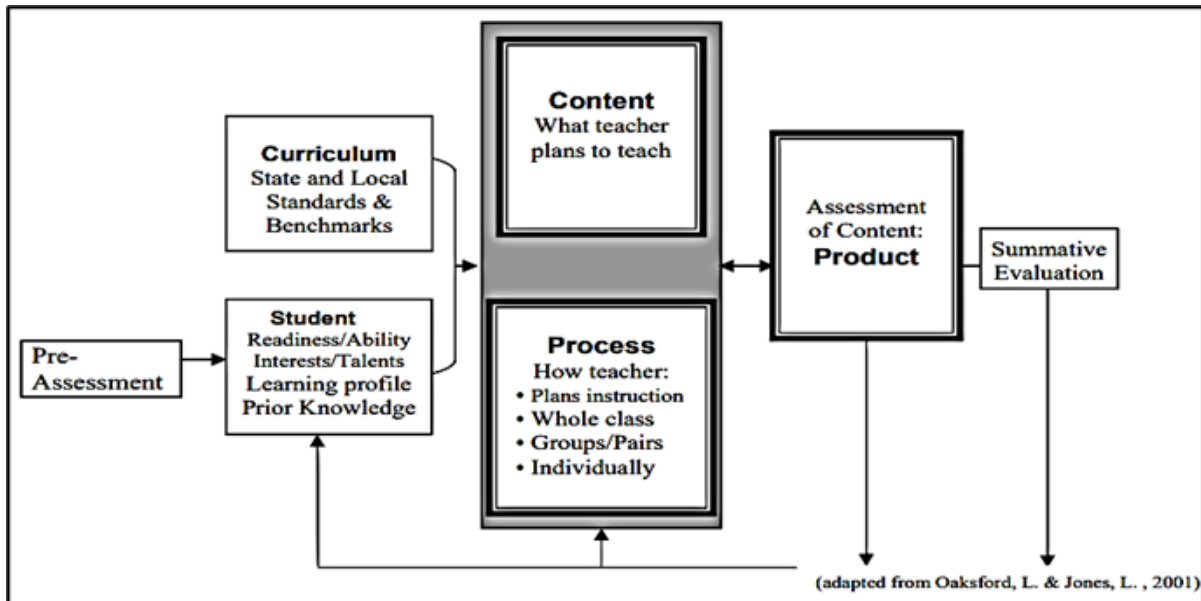 Pre-
Assessment
Curriculum
State and Local
Standards &
Benchmarks
Student
Readiness/Ability
Interests/Talents
Learning profile
Prior Knowledge
Content
What teacher
plans to teach
Process
How teacher:
• Plans instruction
• Whole class
• Groups/Pairs
• Individually
Assessment
of Content:
Product
Summative
Evaluation
(adapted from Oaksford, L. & Jones, L. , 2001)